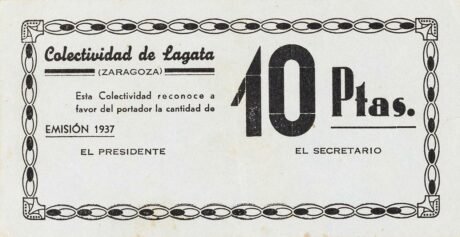 Colectividad de Lagata
(ZARAGOZA)
Esta Colectividad reconoce a
favor del portador la cantidad de
10 Ptas.
EMISIÓN 1937
EL PRESIDENTE
EL SECRETARIO